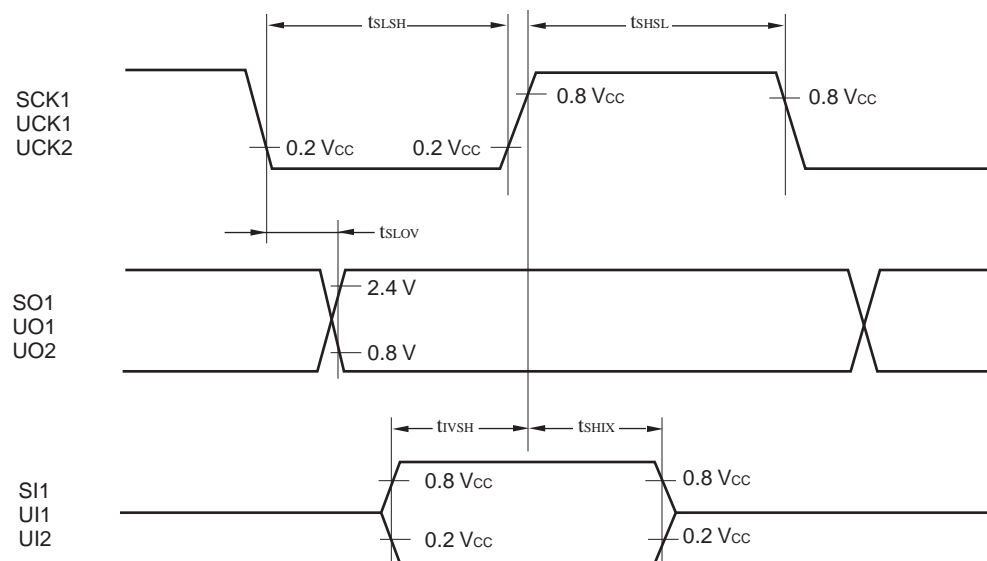 tSLSH tSHSL
SCK1
UCK1
UCK2
0.2 VCC 0.2 VCC 0.8 VCC 0.8 VCC
tSLOV
SO1
UO1
UO2
2.4 V
0.8 V
tIVSH tSHIX
SI1
UI1
UI2
0.8 VCC 0.8 VCC
0.2 VCC 0.2 VCC